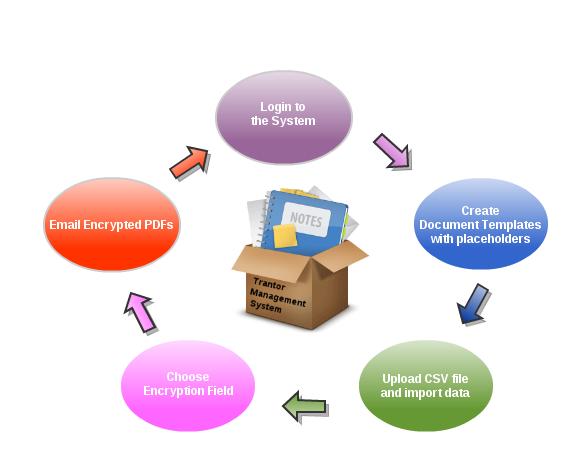 Login to
the System
Create
Document Templates
with placeholders
Upload CSV file
and import data
Choose
Encryption Field
Email Encrypted PDFs
NOTES
Trantor
Management
System